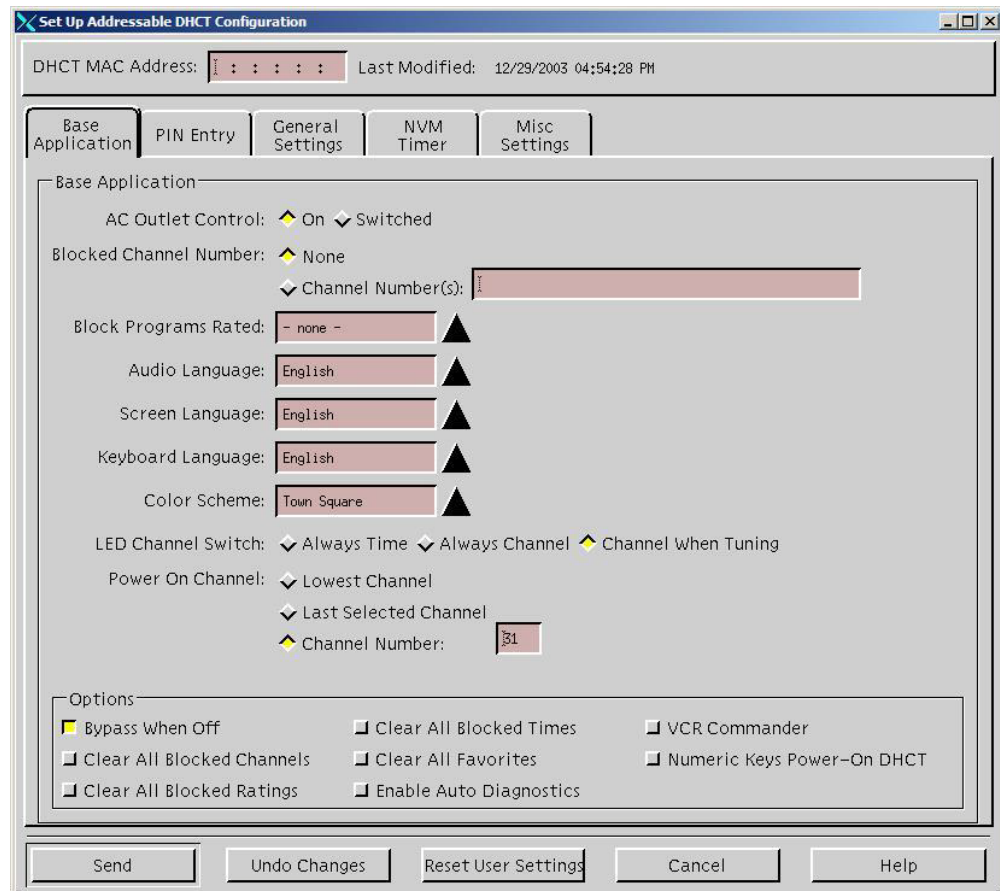 Set Up Addressable DHCT Configuration
DHCT MAC Address: : : : : : Last Modified: 12/29/2003 04:54:28 PM
Base Application PIN Entry General Settings NVM Timer Misc Settings
Base Application
AC Outlet Control: On Switched
Blocked Channel Number: None
Channel Number(s):
Block Programs Rated: - none -
Audio Language: English
Screen Language: English
Keyboard Language: English
Color Scheme: Town Square
LED Channel Switch: Always Time Always Channel Channel When Tuning
Power On Channel: Lowest Channel
Last Selected Channel
Channel Number: 31
Options
Bypass When Off Clear All Blocked Times VCR Commander
Clear All Blocked Channels Clear All Favorites Numeric Keys Power-On DHCT
Clear All Blocked Ratings Enable Auto Diagnostics
Send Undo Changes Reset User Settings Cancel Help